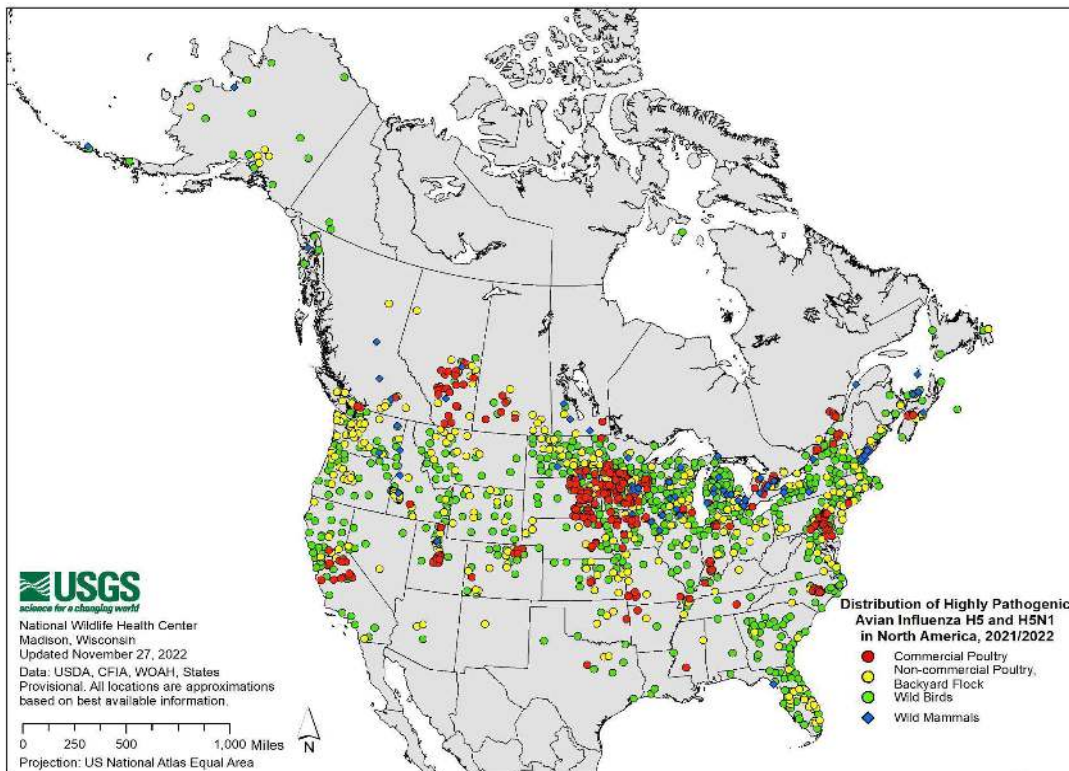 USGS
science for a changing world
National Wildlife Health Center
Madison, Wisconsin
Updated November 27, 2022
Data: USDA, CFIA, WOAH, States
Provisional. All locations are approximations
based on best available information.
0 250 500 1,000 Miles
Projection: US National Atlas Equal Area
N
Distribution of Highly Pathogenic
Avian Influenza H5 and H5N1
in North America, 2021/2022
Commercial Poultry
Non-commercial Poultry,
Backyard Flock
Wild Birds
Wild Mammals